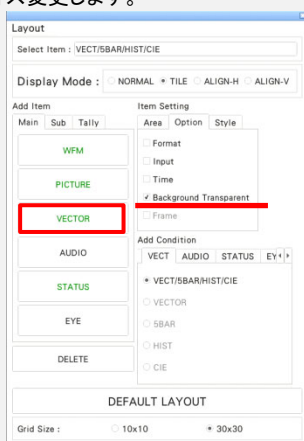 ス変更します。
Layout
Select Item : VECT/5BAR/HIST/CIE
Display Mode : NORMAL TILE ALIGN-H ALIGN-V
Add Item
Main Sub Tally
WFM
PICTURE
VECTOR
AUDIO
STATUS
EYE
DELETE
Item Setting
Area Option Style
Format
Input
Time
Background Transparent
Frame
Add Condition
VECT AUDIO STATUS EY
VECT/5BAR/HIST/CIE
VECTOR
5BAR
HIST
CIE
DEFAULT LAYOUT
Grid Size : 10x10 30x30